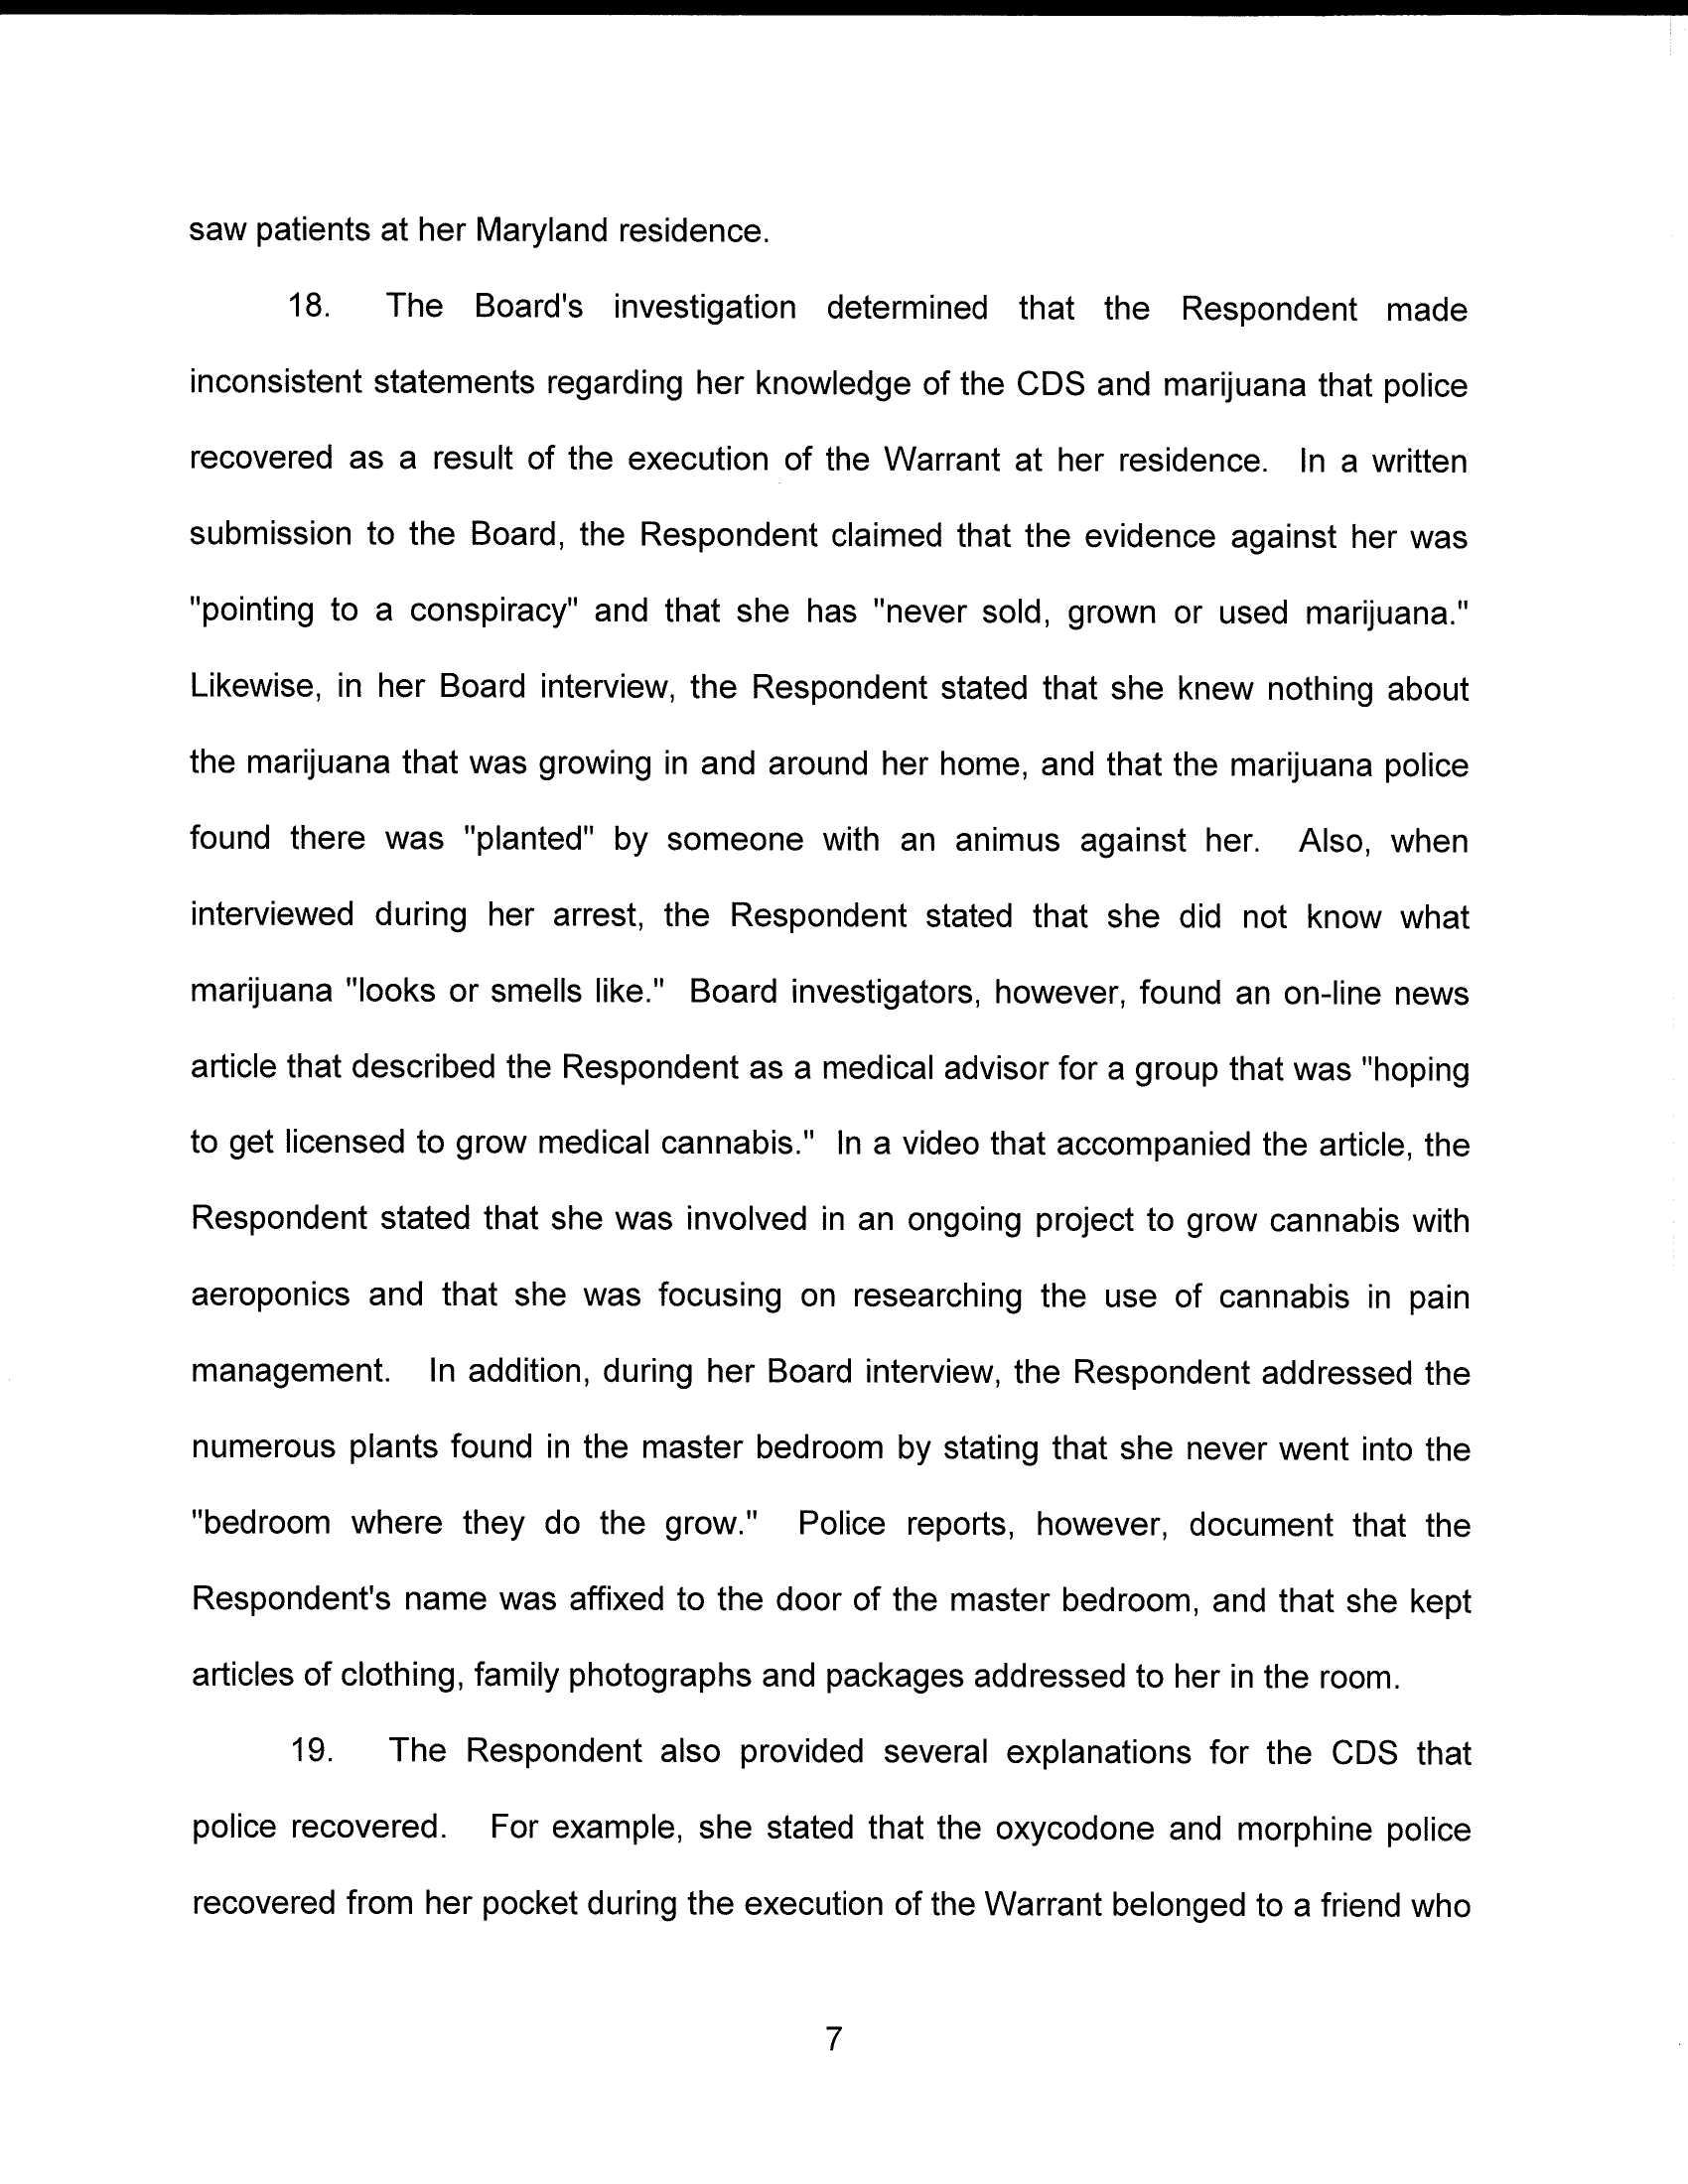 saw patients at her Maryland residence.
18. The Board's investigation determined that the Respondent made
inconsistent statements regarding her knowledge of the CDS and marijuana that police
recovered as a result of the execution of the Warrant at her residence. In a written
submission to the Board, the Respondent claimed that the evidence against her was
"pointing to a conspiracy" and that she has "never sold, grown or used marijuana."
Likewise, in her Board interview, the Respondent stated that she knew nothing about
the marijuana that was growing in and around her home, and that the marijuana police
found there was "planted" by someone with an animus against her. Also, when
interviewed during her arrest, the Respondent stated that she did not know what
marijuana "looks or smells like." Board investigators, however, found an on-line news
article that described the Respondent as a medical advisor for a group that was "hoping
to get licensed to grow medical cannabis." In a video that accompanied the article, the
Respondent stated that she was involved in an ongoing project to grow cannabis with
aeroponics and that she was focusing on researching the use of cannabis in pain
management. In addition, during her Board interview, the Respondent addressed the
numerous plants found in the master bedroom by stating that she never went into the
"bedroom where they do the grow." Police reports, however, document that the
Respondent's name was affixed to the door of the master bedroom, and that she kept
articles of clothing, family photographs and packages addressed to her in the room.
19. The Respondent also provided several explanations for the CDS that
police recovered. For example, she stated that the oxycodone and morphine police
recovered from her pocket during the execution of the Warrant belonged to a friend who
7